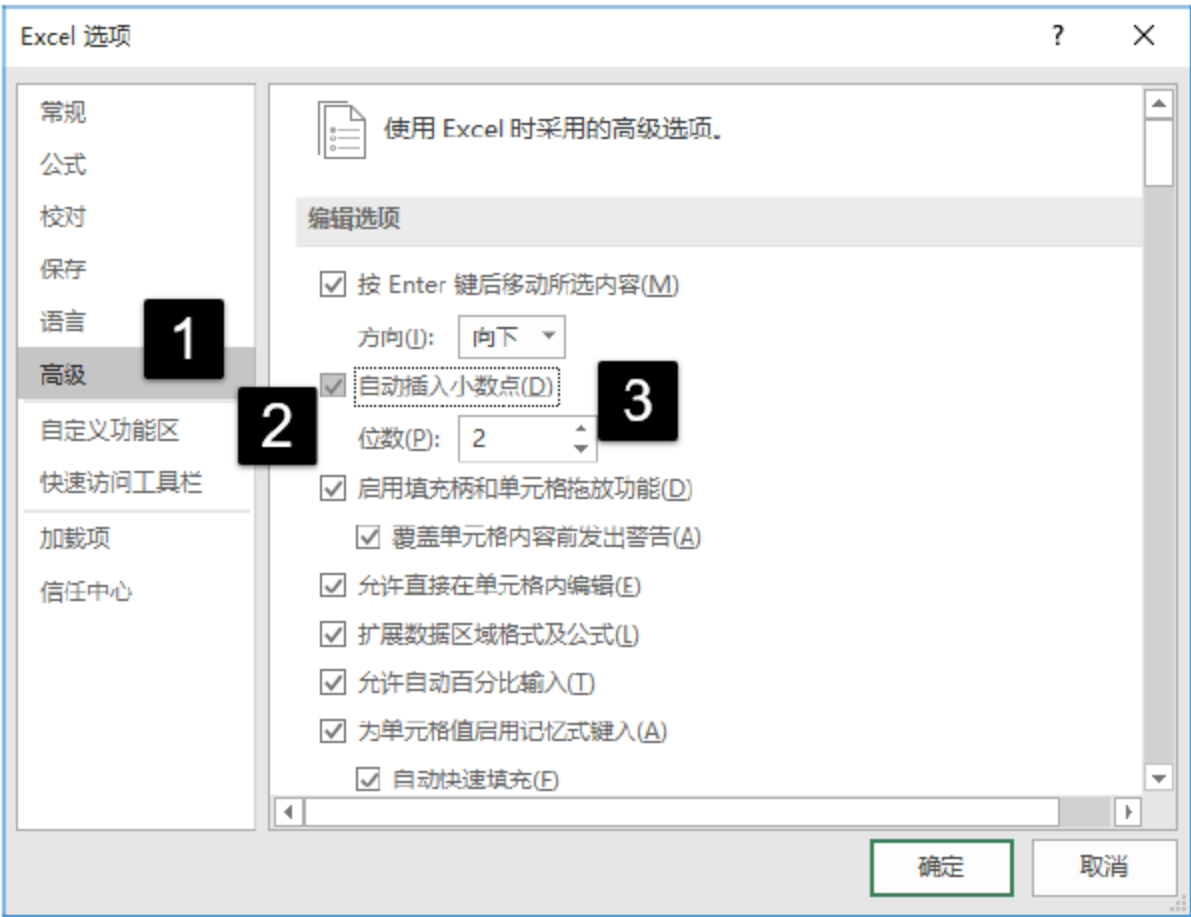 Excel 选项
?
常规
公式
校对
保存
语言
高级
自定义功能区
快速访问工具栏
加载项
信任中心
1
2
3
使用 Excel 时采用的高级选项。
编辑选项
按 Enter 键后移动所选内容(M)
方向(I): 向下
自动插入小数点(D)
位数(P): 2
启用填充柄和单元格拖放功能(D)
覆盖单元格内容前发出警告(A)
允许直接在单元格内编辑(E)
扩展数据区域格式及公式(L)
允许自动百分比输入(T)
为单元格值启用记忆式键入(A)
自动快速填充(F)
确定
取消